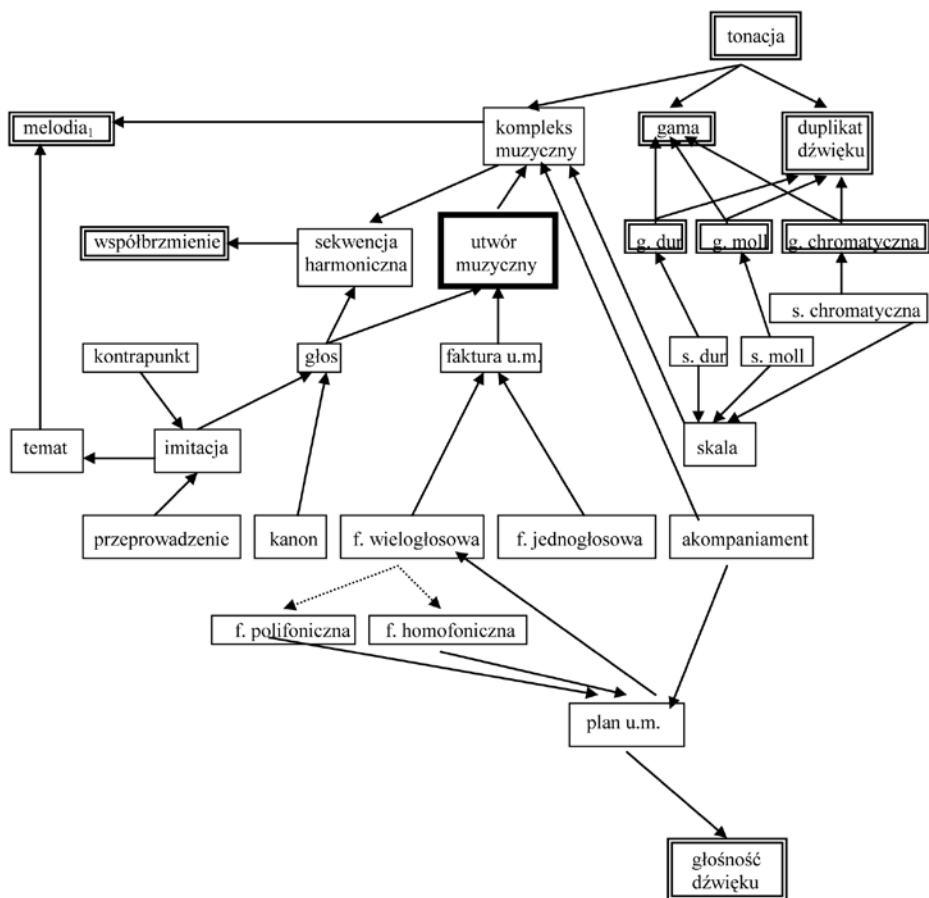 tonacja
melodia₁
kompleks
muzyczny
gama
duplikat
dźwięku
współbrzmienie
sekwencja
harmoniczna
utwór
muzyczny
g. dur
g. moll
g. chromatyczna
s. chromatyczna
kontrapunkt
głos
faktura u.m.
s. dur
s. moll
temat
imitacja
skala
przeprowadzenie
kanon
f. wielogłosowa
f. jednogłosowa
akompaniament
f. polifoniczna
f. homofoniczna
plan u.m.
głośność
dźwięku